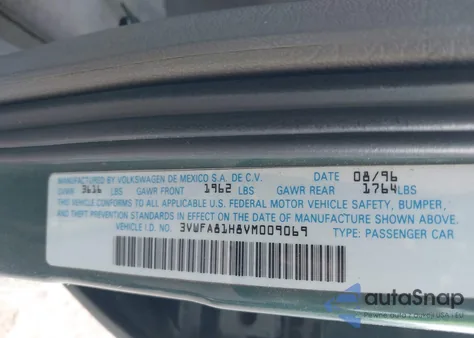 MANUFACTURED BY VOLKSWAGEN DE MEXICO S.A. DE C.V. DATE 08/96
GVWR 3616 LBS GAWR FRONT 1962 LBS GAWR REAR 1764 LBS
THIS VEHICLE CONFORMS TO ALL APPLICABLE U.S. FEDERAL MOTOR VEHICLE SAFETY, BUMPER,
AND THEFT PREVENTION STANDARDS IN EFFECT ON THE DATE OF MANUFACTURE SHOWN ABOVE.
VEHICLE I.D. NO.: 3VWFA81H8VM009069 TYPE: PASSENGER CAR
autoSnap